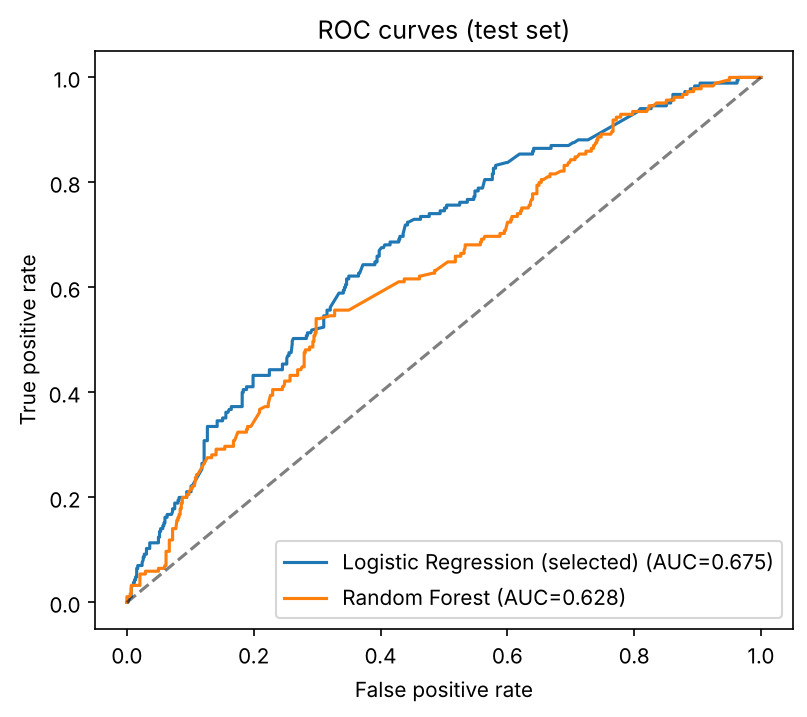 ROC curves (test set)
True positive rate
1.0
0.8
0.6
0.4
0.2
0.0
Logistic Regression (selected) (AUC=0.675)
Random Forest (AUC=0.628)
0.0 0.2 0.4 0.6 0.8 1.0
False positive rate